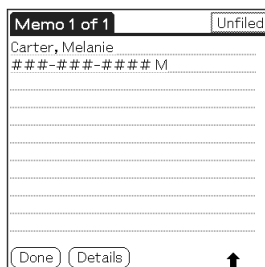 Memo 1 of 1
Unfiled
Carter, Melanie
###-###-#### M
Done
Details